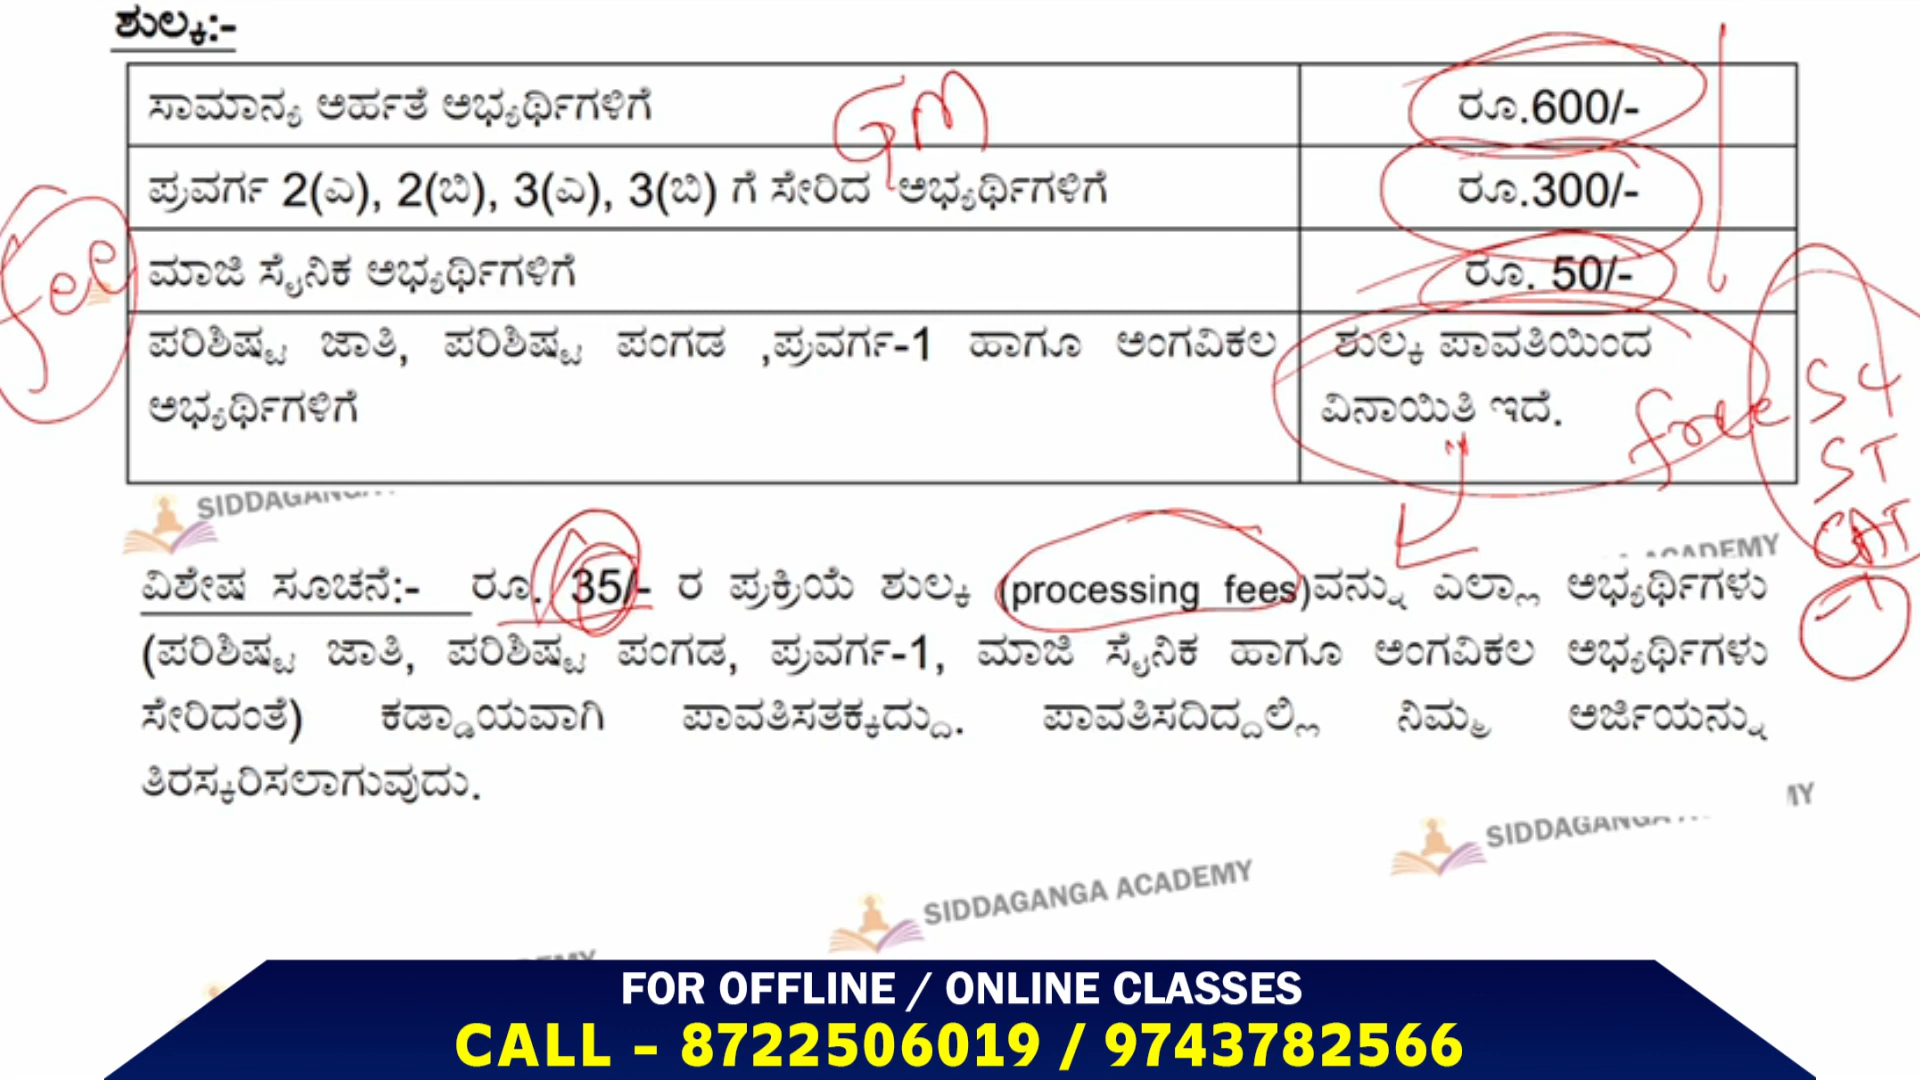 ಶುಲ್ಕ:-
ಸಾಮಾನ್ಯ ಅರ್ಹತೆ ಅಭ್ಯರ್ಥಿಗಳಿಗೆ ರೂ.600/-
GM
ಪ್ರವರ್ಗ 2(ಎ), 2(ಬಿ), 3(ಎ), 3(ಬಿ) ಗೆ ಸೇರಿದ ಅಭ್ಯರ್ಥಿಗಳಿಗೆ ರೂ.300/-
fee
ಮಾಜಿ ಸೈನಿಕ ಅಭ್ಯರ್ಥಿಗಳಿಗೆ ರೂ. 50/-
ಪರಿಶಿಷ್ಟ ಜಾತಿ, ಪರಿಶಿಷ್ಟ ಪಂಗಡ ,ಪ್ರವರ್ಗ-1 ಹಾಗೂ ಅಂಗವಿಕಲ
ಅಭ್ಯರ್ಥಿಗಳಿಗೆ
ಶುಲ್ಕ ಪಾವತಿಯಿಂದ
ವಿನಾಯಿತಿ ಇದೆ.
free
SC
ST
CAT
-1
SIDDAGANGA
ACADEMY
ವಿಶೇಷ ಸೂಚನೆ:- ರೂ. 35/- ರ ಪ್ರಕ್ರಿಯೆ ಶುಲ್ಕ (processing fees)ವನ್ನು ಎಲ್ಲಾ ಅಭ್ಯರ್ಥಿಗಳು
(ಪರಿಶಿಷ್ಟ ಜಾತಿ, ಪರಿಶಿಷ್ಟ ಪಂಗಡ, ಪ್ರವರ್ಗ-1, ಮಾಜಿ ಸೈನಿಕ ಹಾಗೂ ಅಂಗವಿಕಲ ಅಭ್ಯರ್ಥಿಗಳು
ಸೇರಿದಂತೆ) ಕಡ್ಡಾಯವಾಗಿ ಪಾವತಿಸತಕ್ಕದ್ದು. ಪಾವತಿಸದಿದ್ದಲ್ಲಿ ನಿಮ್ಮ ಅರ್ಜಿಯನ್ನು
ತಿರಸ್ಕರಿಸಲಾಗುವುದು.
SIDDAGANGA
SIDDAGANGA ACADEMY
FOR OFFLINE / ONLINE CLASSES
CALL – 8722506019 / 9743782566